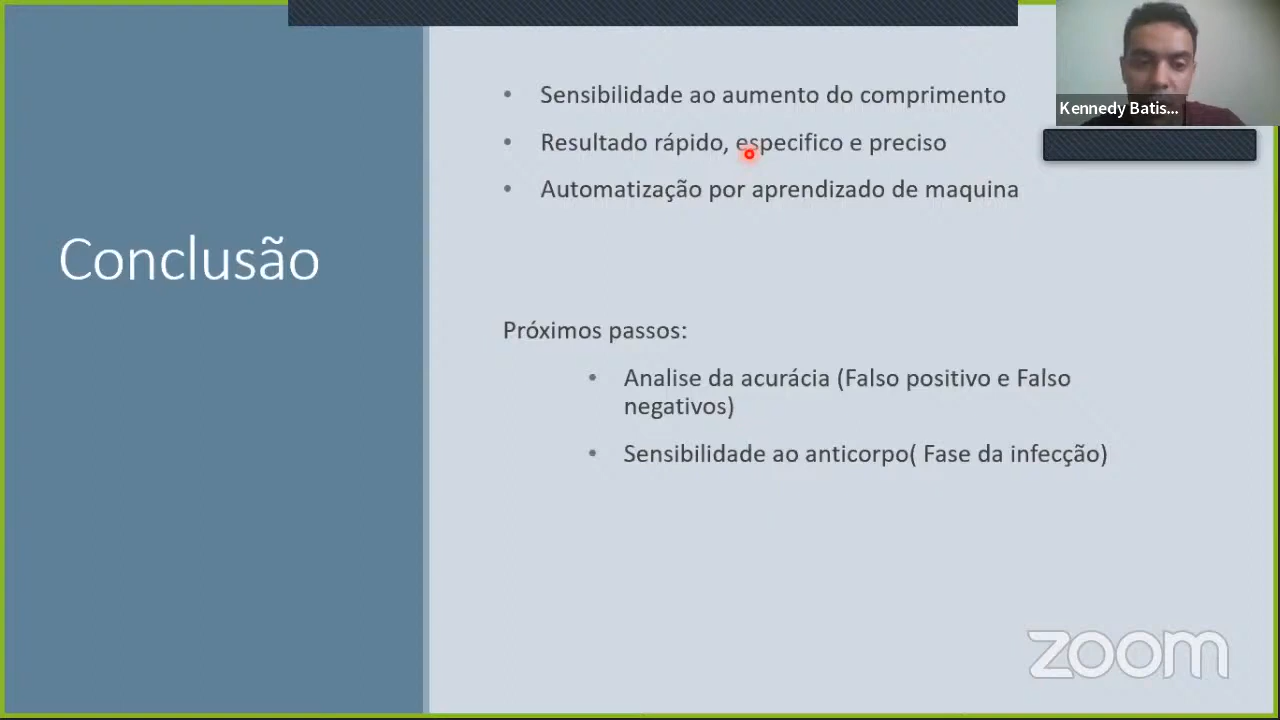 Conclusão
• Sensibilidade ao aumento do comprimento
• Resultado rápido, especifico e preciso
• Automatização por aprendizado de maquina
Próximos passos:
• Analise da acurácia (Falso positivo e Falso
negativos)
• Sensibilidade ao anticorpo( Fase da infecção)
Kennedy Batis...
zoom